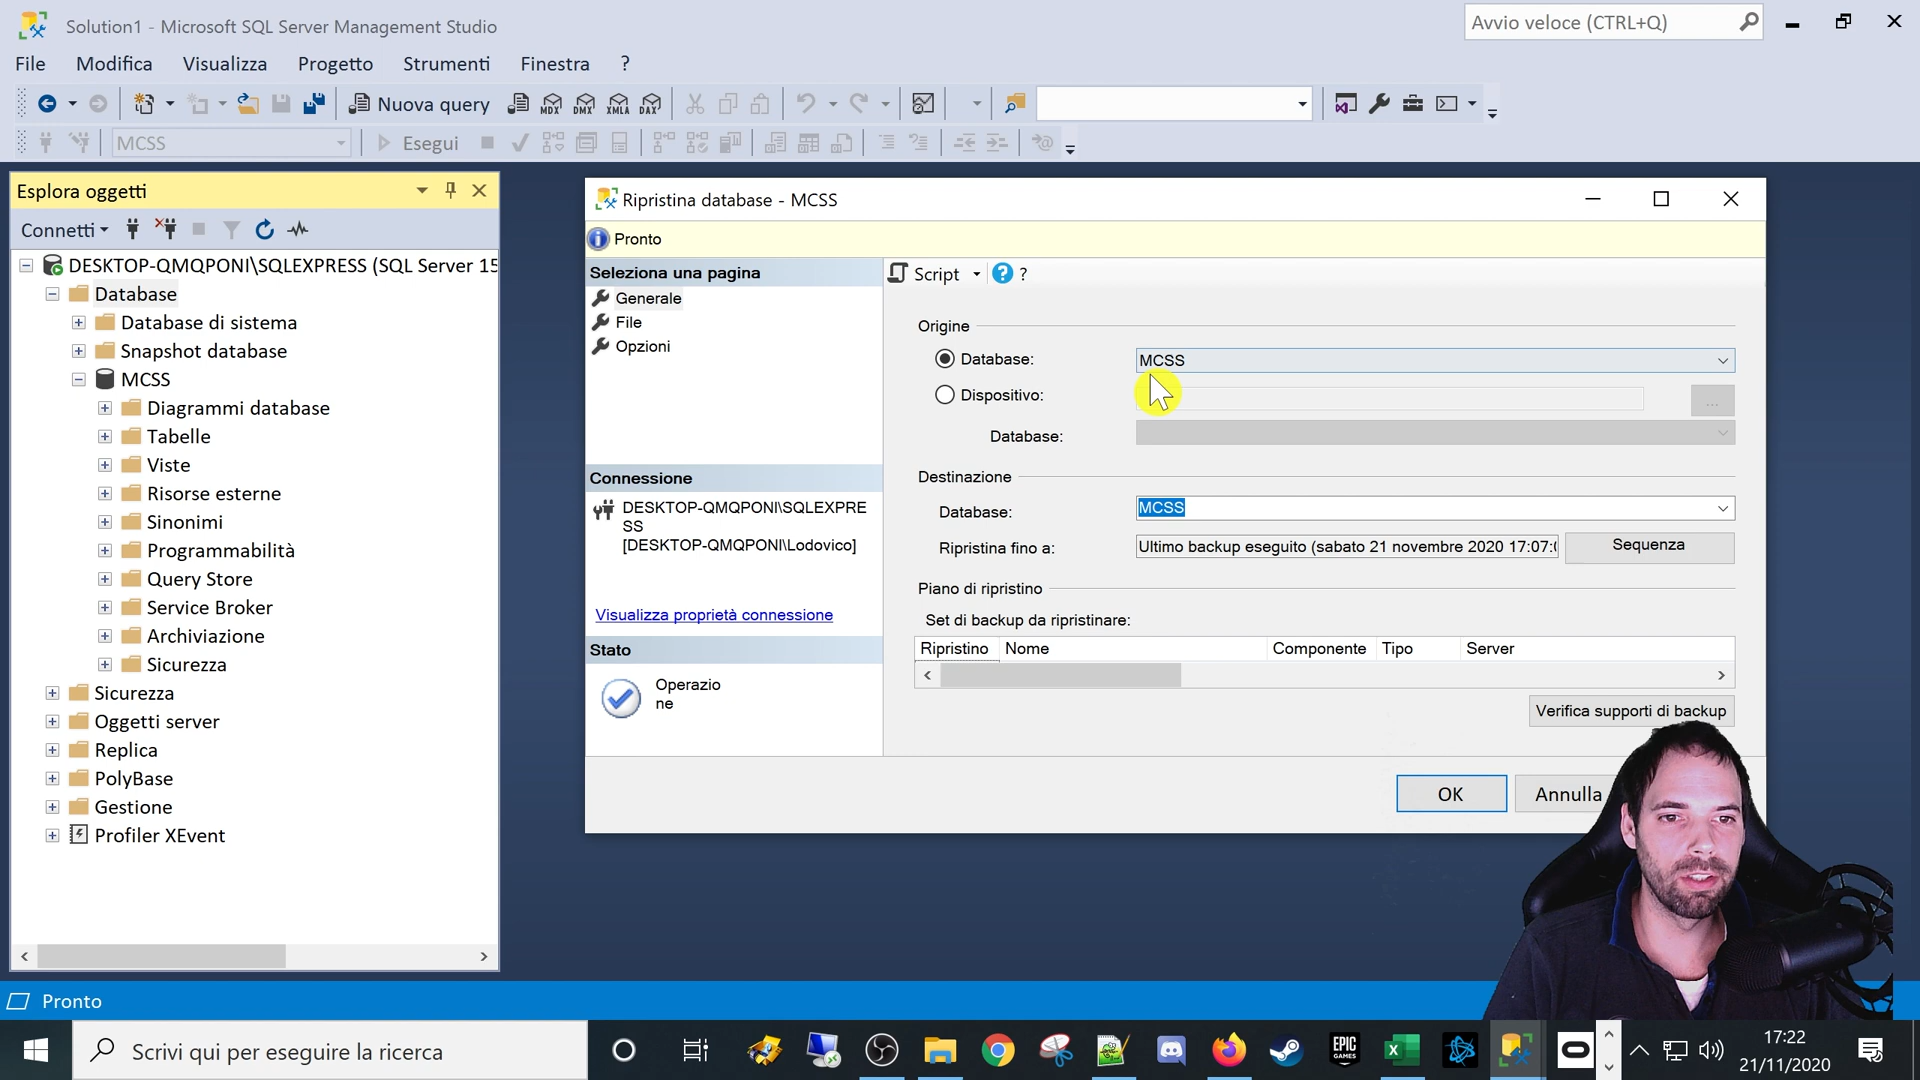 Solution1 - Microsoft SQL Server Management Studio
Avvio veloce (CTRL+Q)
File Modifica Visualizza Progetto Strumenti Finestra ?
Nuova query MDX DMX XMLA DAX
MCSS Esegui
Esplora oggetti
Connetti
DESKTOP-QMQPONI\SQLEXPRESS (SQL Server 15
Database
Database di sistema
Snapshot database
MCSS
Diagrammi database
Tabelle
Viste
Risorse esterne
Sinonimi
Programmabilità
Query Store
Service Broker
Archiviazione
Sicurezza
Sicurezza
Oggetti server
Replica
PolyBase
Gestione
Profiler XEvent
Ripristina database - MCSS
Pronto
Seleziona una pagina
Generale
File
Opzioni
Connessione
DESKTOP-QMQPONI\SQLEXPRE
SS
[DESKTOP-QMQPONI\Lodovico]
Visualizza proprietà connessione
Stato
Operazio
ne
Script ? ?
Origine
Database: MCSS
Dispositivo: ...
Database:
Destinazione
Database: MCSS
Ripristina fino a: Ultimo backup eseguito (sabato 21 novembre 2020 17:07:( Sequenza
Piano di ripristino
Set di backup da ripristinare:
Ripristino Nome Componente Tipo Server
Verifica supporti di backup
OK Annulla
Pronto
Scrivi qui per eseguire la ricerca
EPIC
GAMES
17:22
21/11/2020